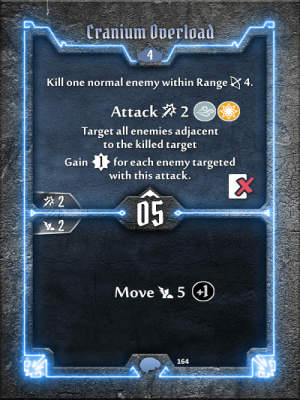 Cranium Overload
4
Kill one normal enemy within Range 4.
Attack 2
Target all enemies adjacent
to the killed target
Gain 1 for each enemy targeted
with this attack.
2
05
2
Move 5 +1
164